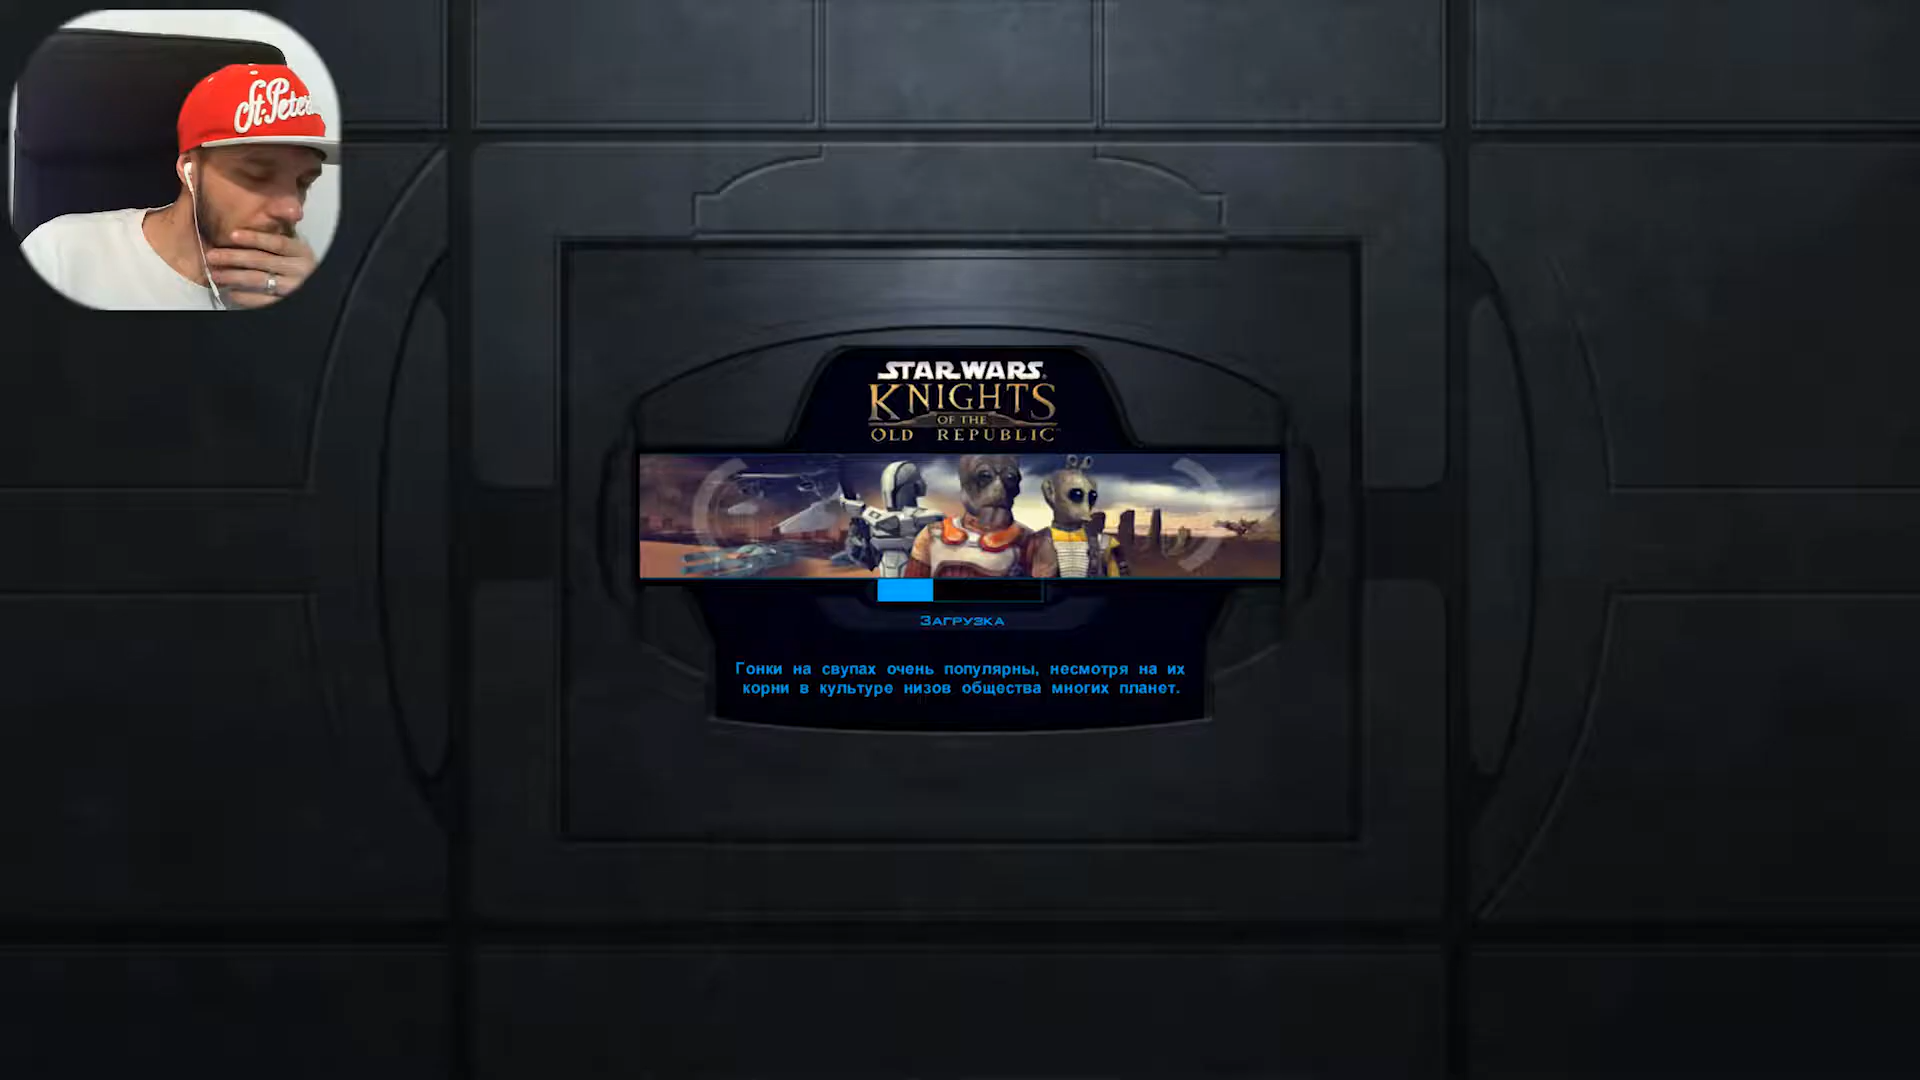 St. Pete
STAR WARS
KNIGHTS
OF THE
OLD REPUBLIC
Загрузка
Гонки на свупах очень популярны, несмотря на их
корни в культуре низов общества многих планет.